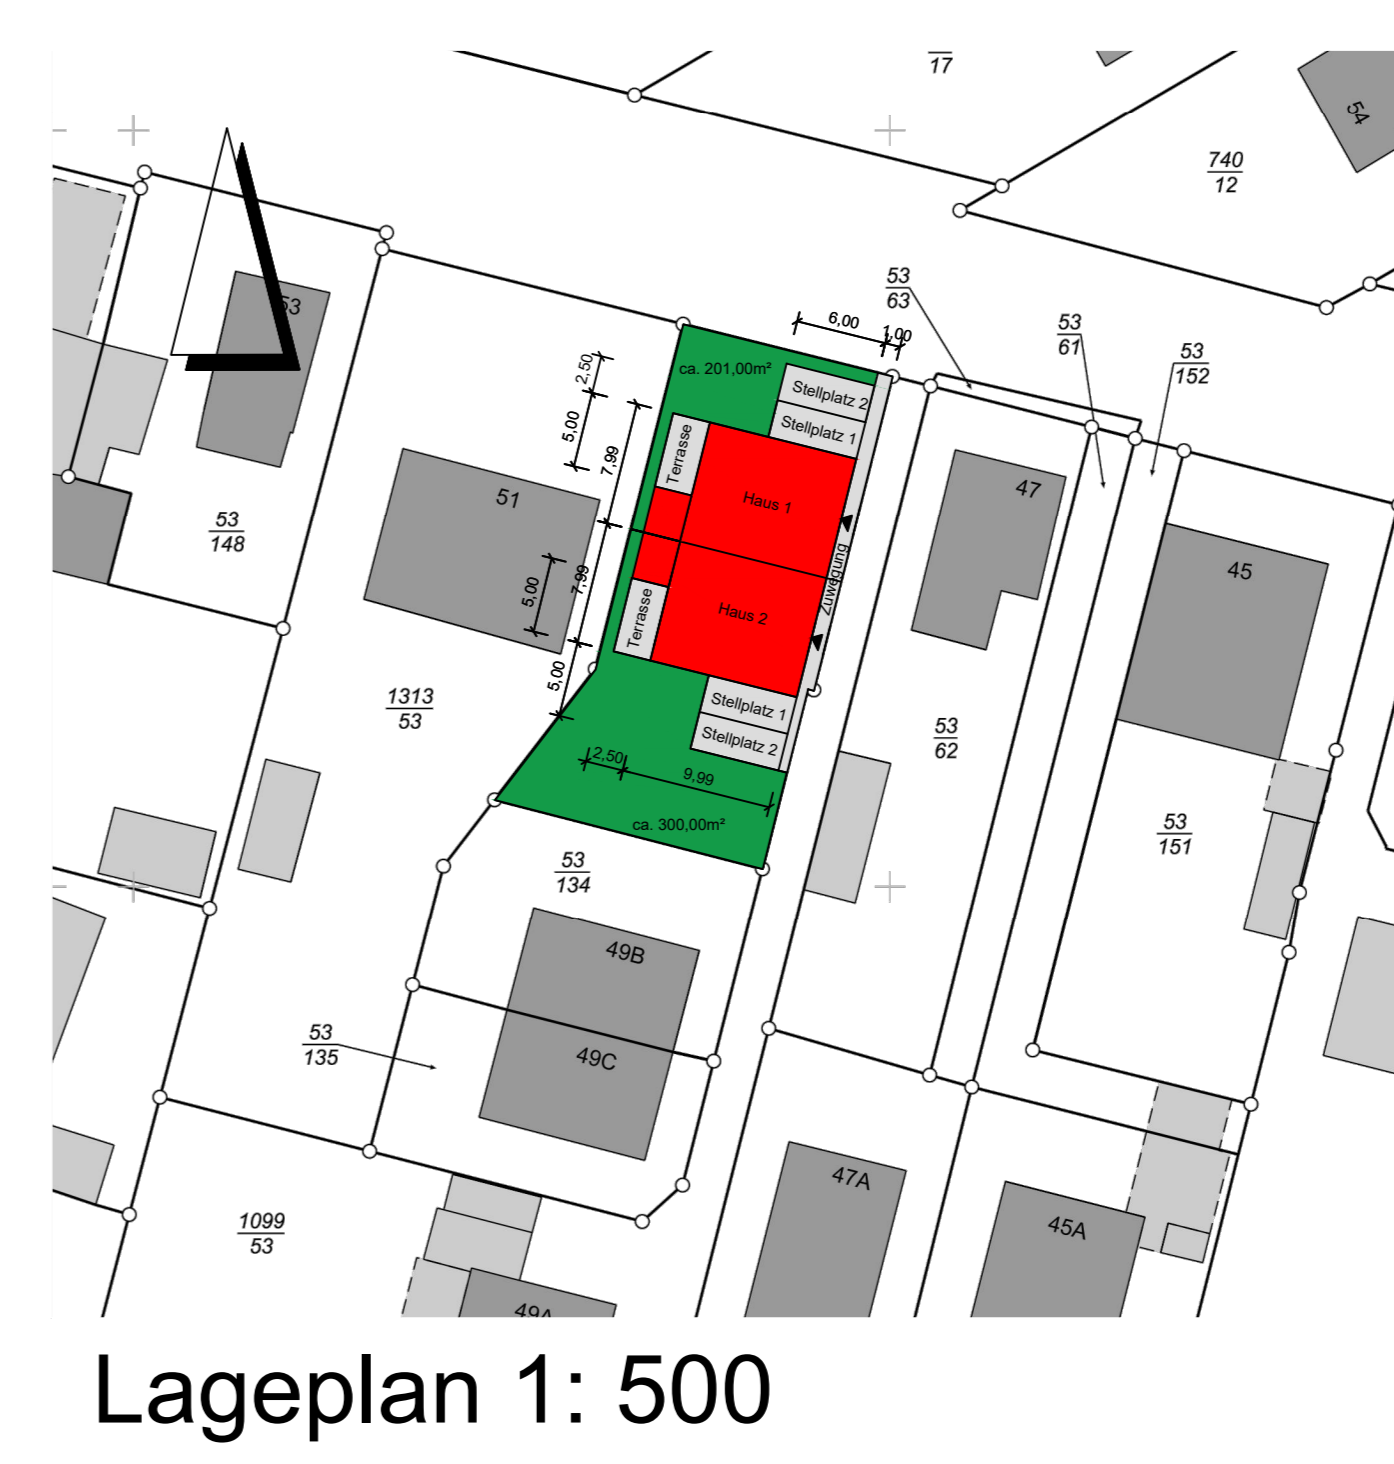 17
54
740
12
53
53
63
6,00
1,00
53
61
53
152
2,50
ca. 201,00m²
Stellplatz 2
Stellplatz 1
5,00
7,99
Terrasse
51
Haus 1
47
53
148
45
5,00
7,99
Zuwegung
Terrasse
Haus 2
5,00
1313
53
Stellplatz 1
Stellplatz 2
53
62
2,50
9,99
ca. 300,00m²
53
151
53
134
49B
53
135
49C
47A
1099
53
45A
49A
Lageplan 1: 500